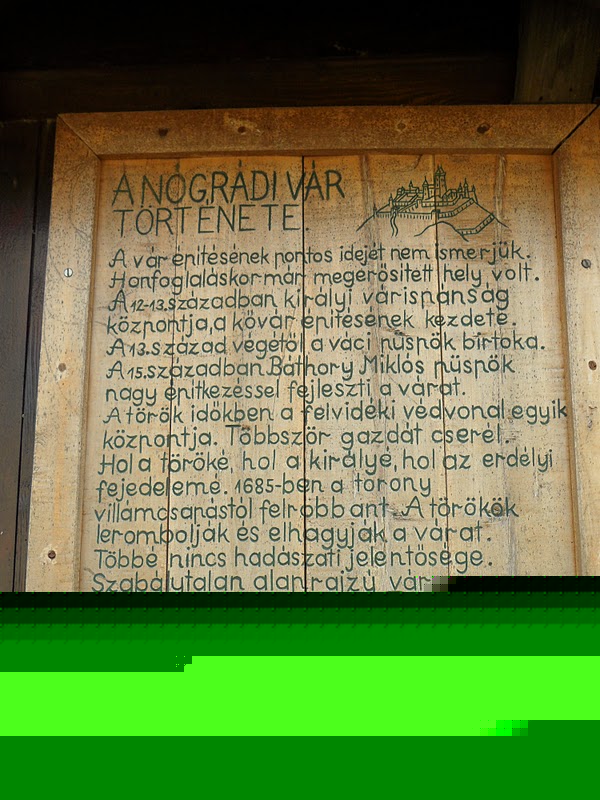 A NÓGRÁDI VÁR
TÖRTÉNETE.
A vár építésének pontos idejét nem ismerjük.
Honfoglaláskor már megerősített hely volt.
A 12-13.században királyi várispánság
központja,a kővár építésének kezdete.
A 13.század végétől a váci püspök birtoka.
A 15.században Báthory Miklós püspök
nagy építkezéssel fejleszti a várat.
A török időkben a felvidéki védvonal egyik
központja. Többször gazdát cserél.
Hol a töröké, hol a királyé, hol az erdélyi
fejedelemé. 1685-ben a torony
villámcsapástól felrobbant. A törökök
lerombolják és elhagyják a várat.
Többé nincs hadászati jelentősége.
Szabálytalan alaprajzú vár